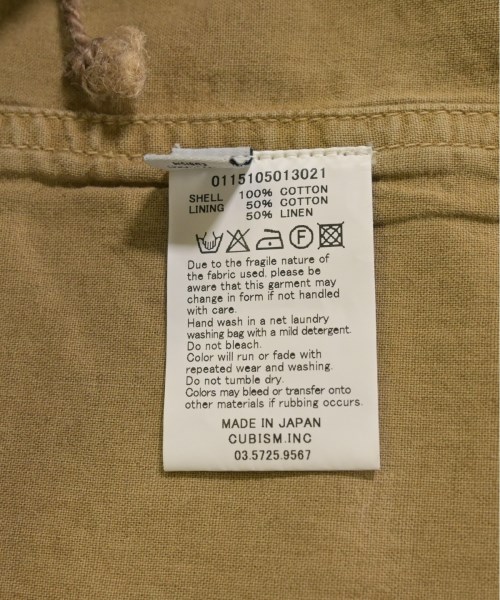 0115105013021
SHELL 100% COTTON
LINING 50% COTTON
50% LINEN
F
Due to the fragile nature of
the fabric used, please be
aware that this garment may
change in form if not handled
with care.
Hand wash in a net laundry
washing bag with a mild detergent.
Do not bleach.
Color will run or fade with
repeated wear and washing.
Do not tumble dry.
Colors may bleed or transfer onto
other materials if rubbing occurs.
MADE IN JAPAN
CUBISM.INC
03.5725.9567